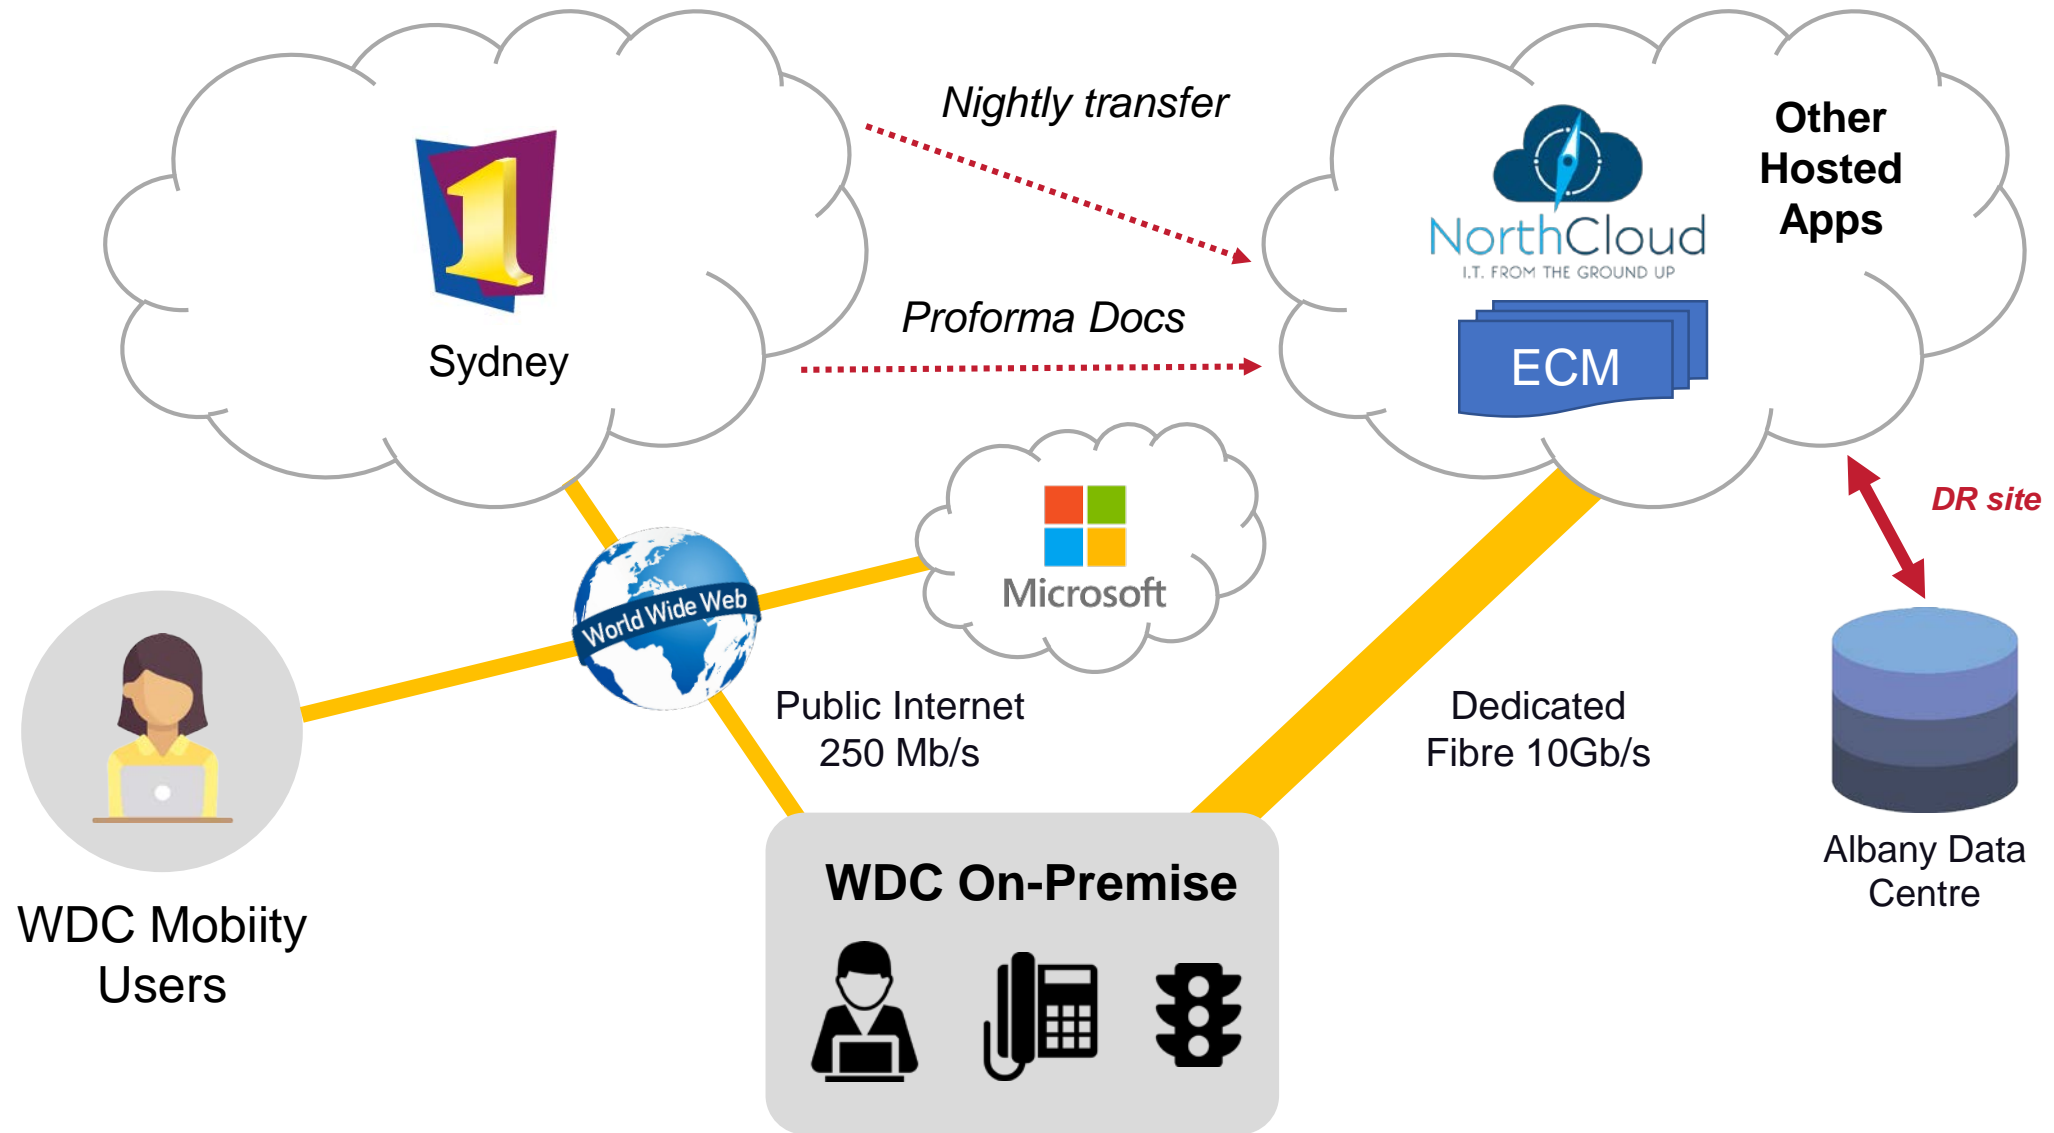 Nightly transfer
Other
Hosted
Apps
1
NorthCloud
I.T. FROM THE GROUND UP
Sydney
Proforma Docs
ECM
DR site
Microsoft
World Wide Web
Public Internet
250 Mb/s
Dedicated
Fibre 10Gb/s
WDC Mobiity
Users
WDC On-Premise
Albany Data
Centre